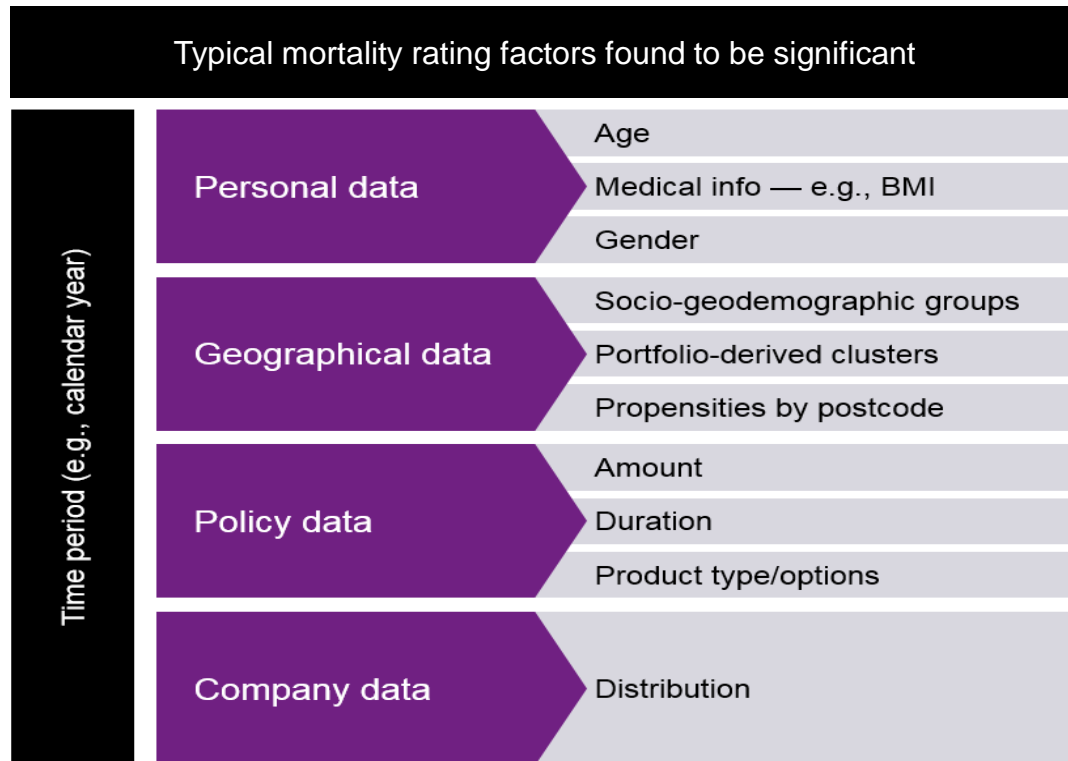 Typical mortality rating factors found to be significant
Time period (e.g., calendar year)
Personal data
Age
Medical info — e.g., BMI
Gender
Geographical data
Socio-geodemographic groups
Portfolio-derived clusters
Propensities by postcode
Policy data
Amount
Duration
Product type/options
Company data
Distribution